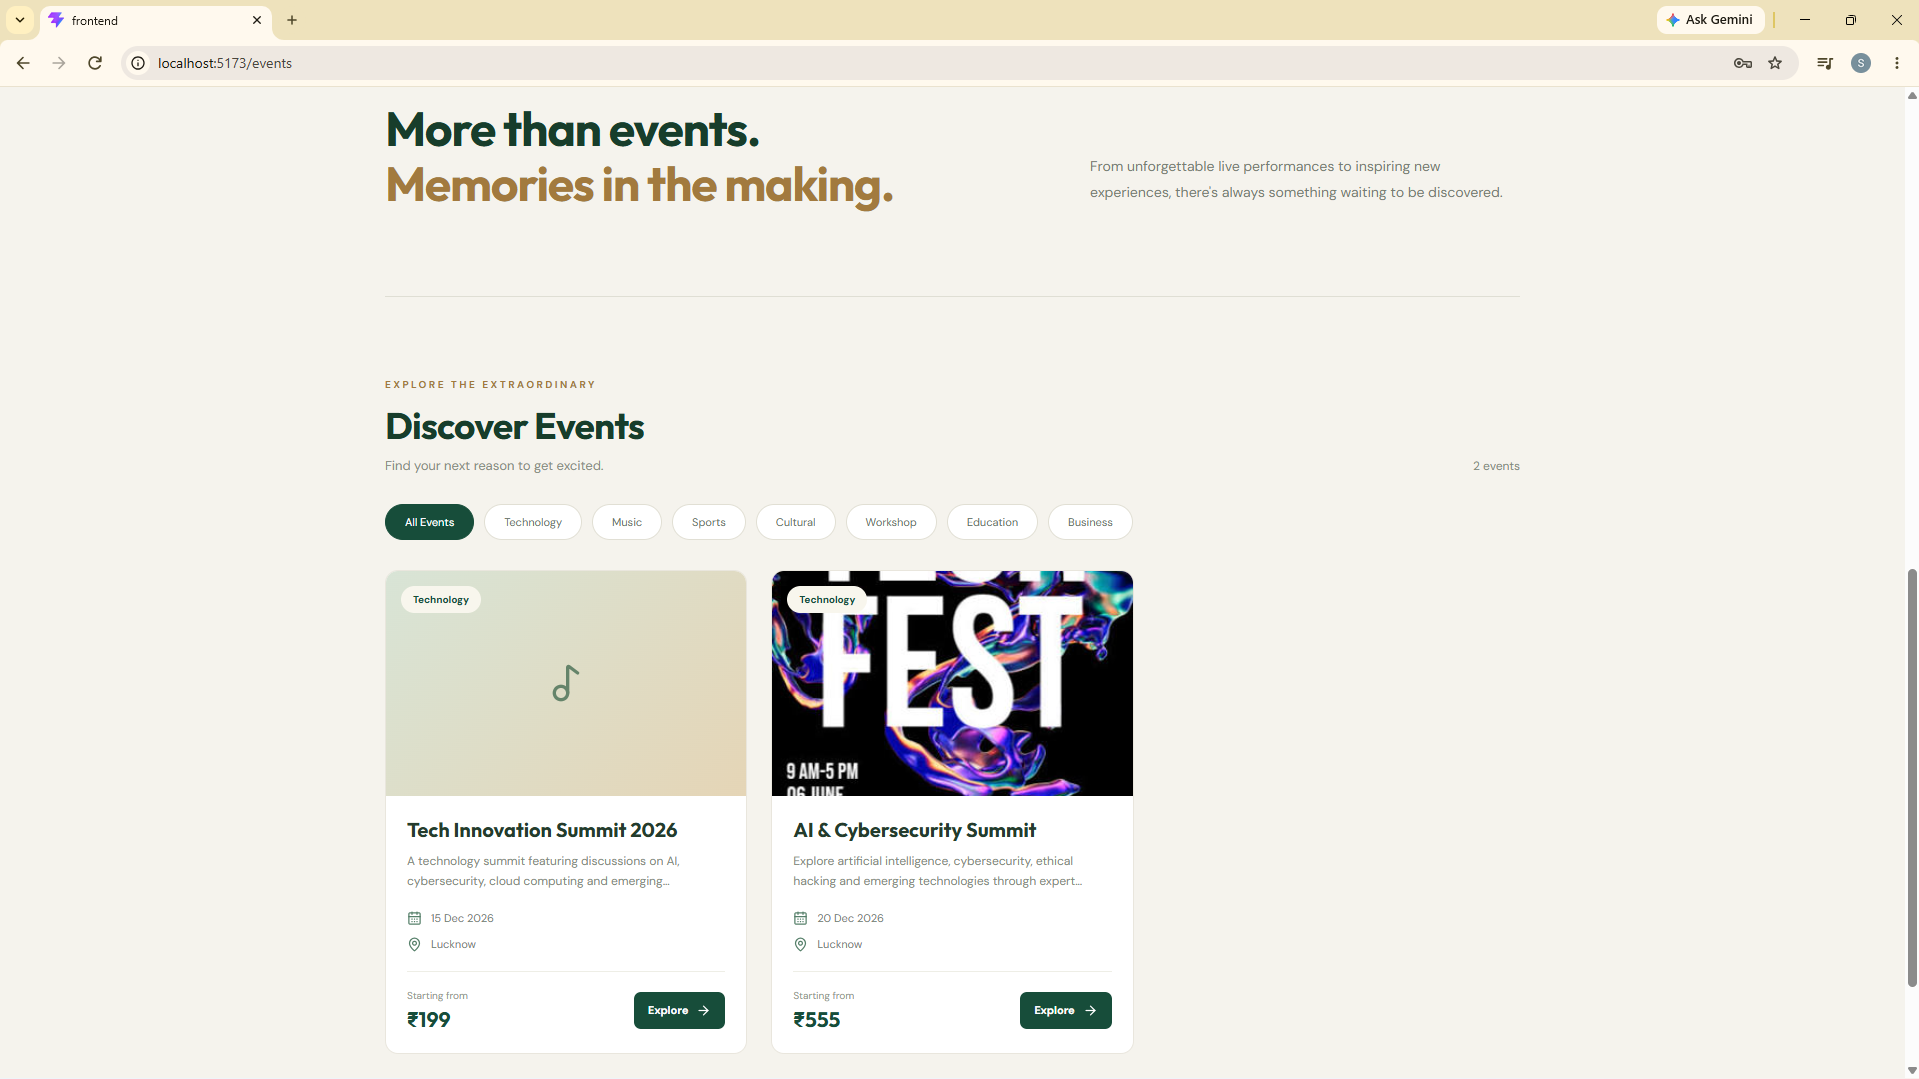 frontend
Ask Gemini
localhost:5173/events
S
More than events.
Memories in the making.
From unforgettable live performances to inspiring new
experiences, there's always something waiting to be discovered.
EXPLORE THE EXTRAORDINARY
Discover Events
Find your next reason to get excited.
2 events
All Events
Technology
Music
Sports
Cultural
Workshop
Education
Business
Technology
Technology
FEST
9 AM-5 PM
06 JUNE
Tech Innovation Summit 2026
A technology summit featuring discussions on AI,
cybersecurity, cloud computing and emerging...
15 Dec 2026
Lucknow
Starting from
₹199
Explore
AI & Cybersecurity Summit
Explore artificial intelligence, cybersecurity, ethical
hacking and emerging technologies through expert...
20 Dec 2026
Lucknow
Starting from
₹555
Explore